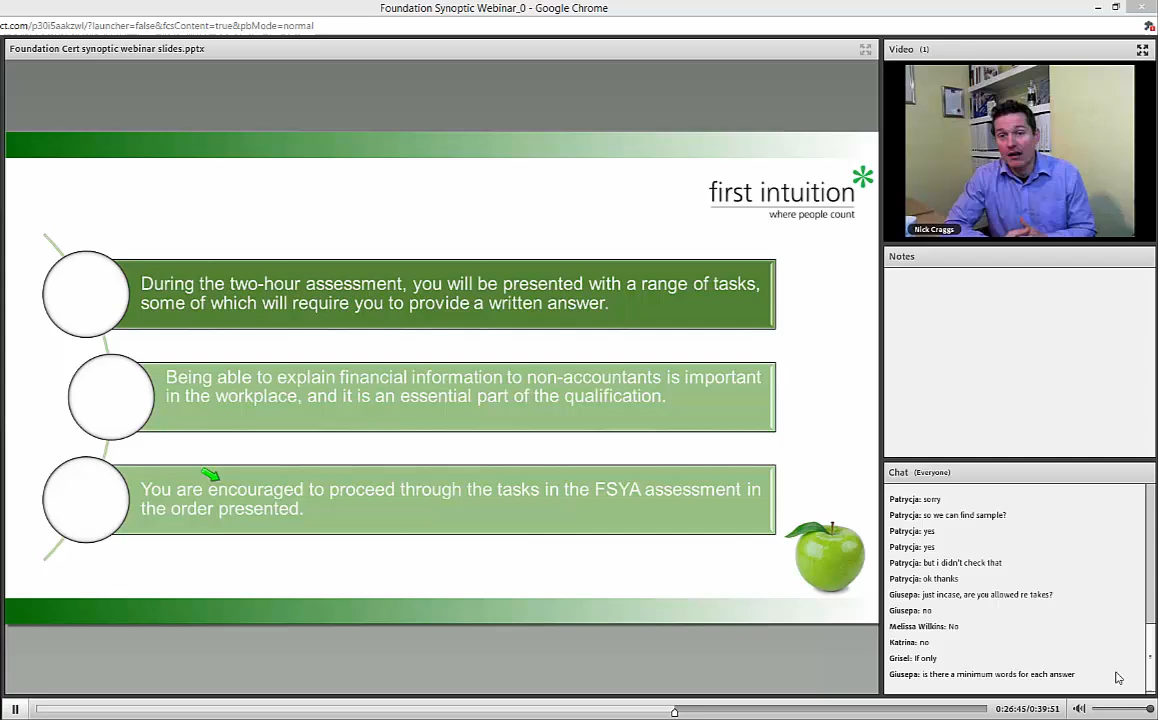 Foundation Synoptic Webinar_0 - Google Chrome
ct.com/p30i5aakzwl/?launcher=false&fcsContent=true&pbMode=normal
Foundation Cert synoptic webinar slides.pptx
Video (1)
first intuition
where people count
Nick Craggs
During the two-hour assessment, you will be presented with a range of tasks,
some of which will require you to provide a written answer.
Being able to explain financial information to non-accountants is important
in the workplace, and it is an essential part of the qualification.
You are encouraged to proceed through the tasks in the FSYA assessment in
the order presented.
Notes
Chat (Everyone)
Patrycja: sorry
Patrycja: so we can find sample?
Patrycja: yes
Patrycja: yes
Patrycja: but i didn't check that
Patrycja: ok thanks
Giusepa: just incase, are you allowed re takes?
Giusepa: no
Melissa Wilkins: No
Katrina: no
Grisel: If only
Giusepa: is there a minimum words for each answer
0:26:45/0:39:51